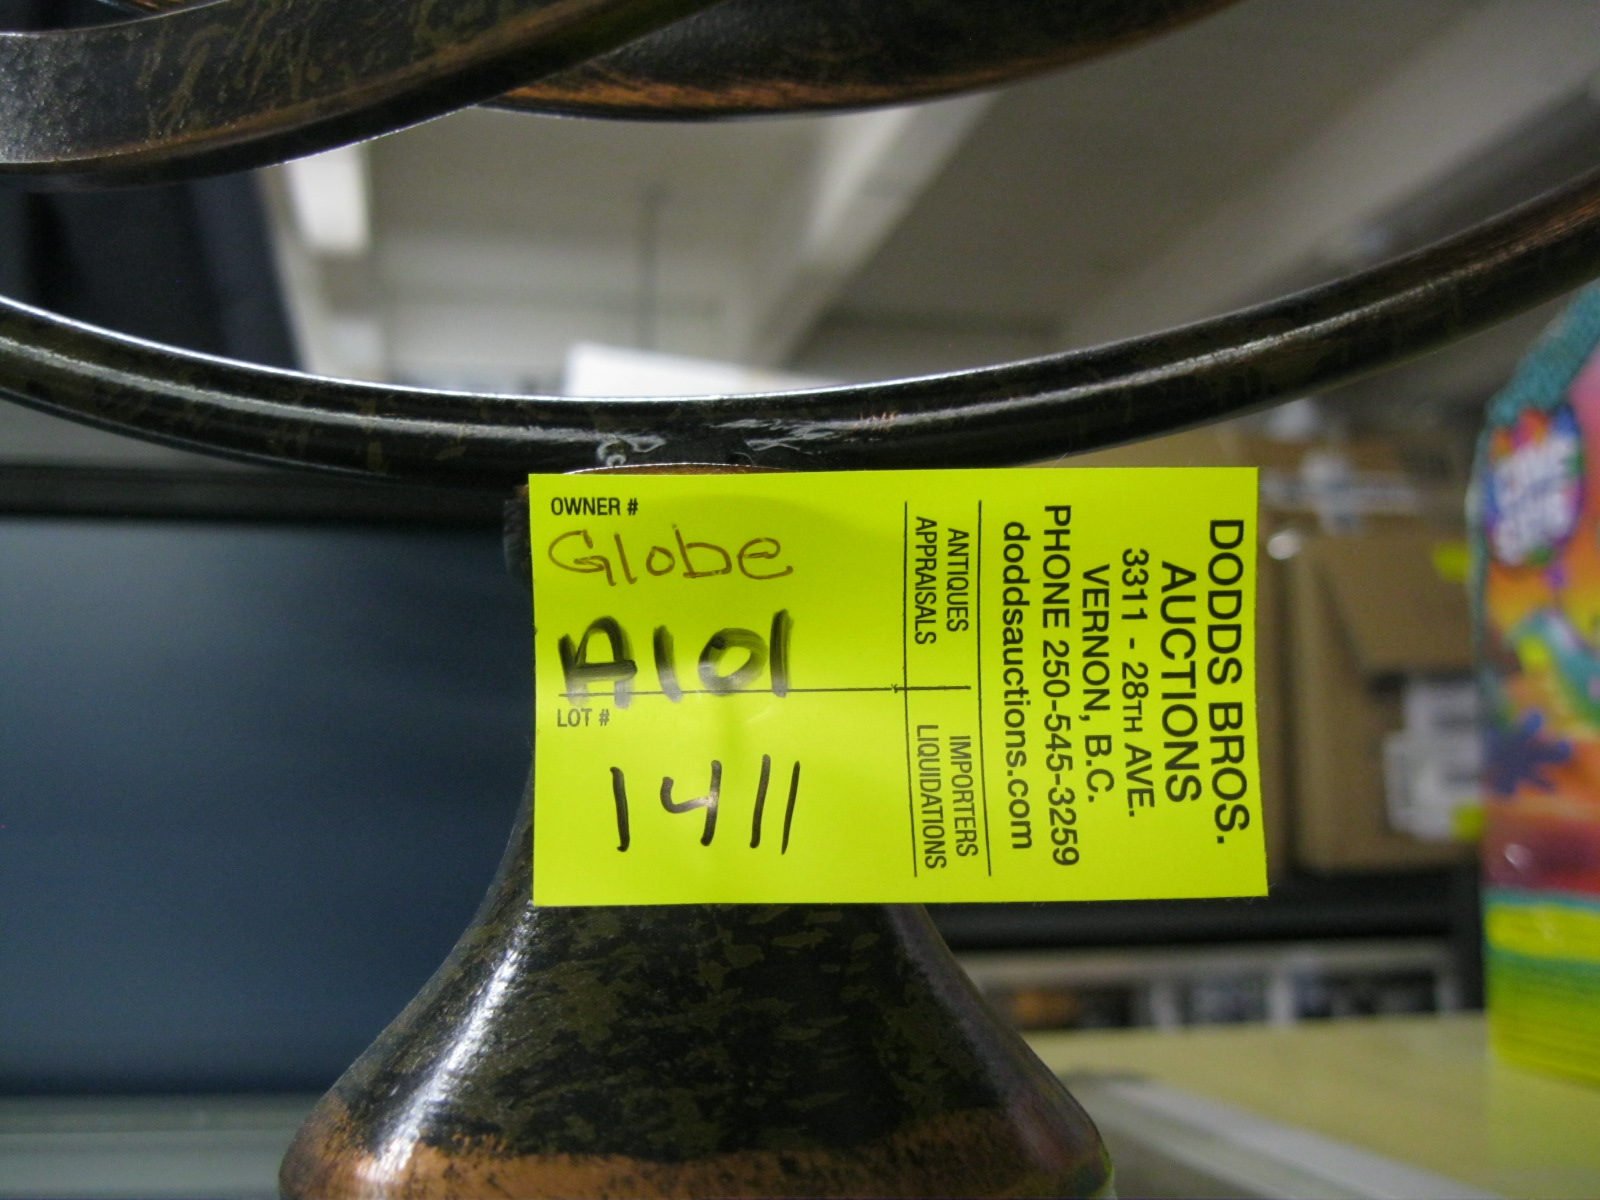 OWNER #
Globe
A101
LOT #
1411
ANTIQUES
APPRAISALS
IMPORTERS
LIQUIDATIONS
DODDS BROS.
AUCTIONS
3311 - 28TH AVE.
VERNON, B.C.
PHONE 250-545-3259
doddsauctions.com